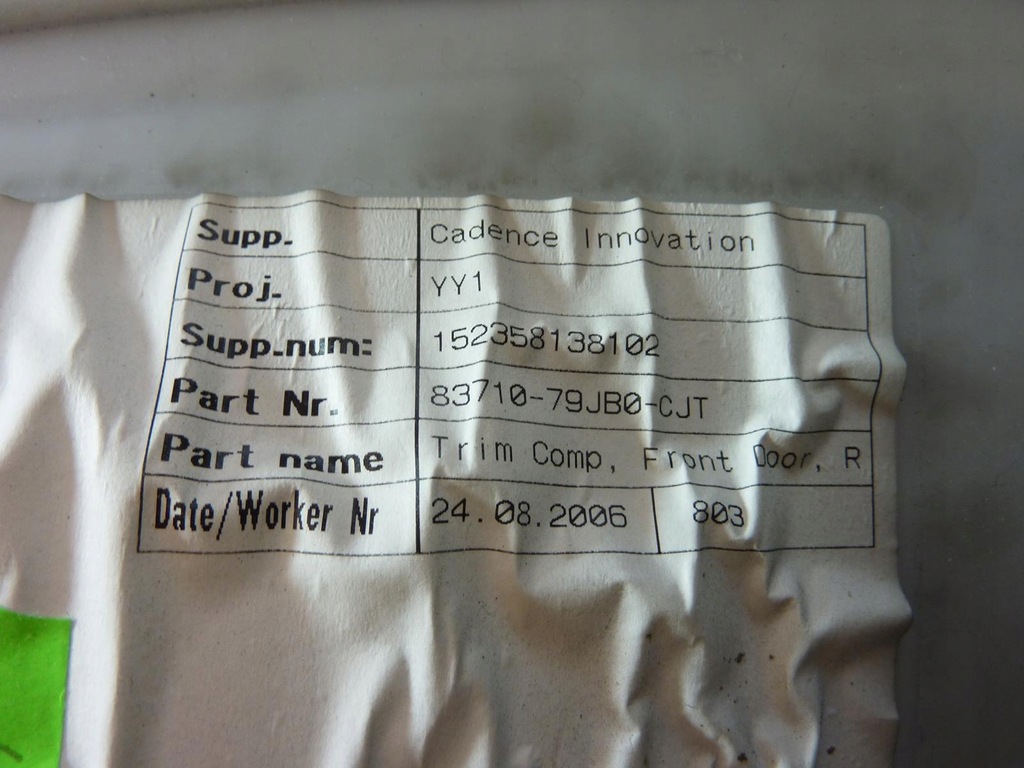 Supp. Cadence Innovation
Proj. YY1
Supp.num: 152358138102
Part Nr. 83710-79JB0-CJT
Part name Trim Comp, Front Door, R
Date/Worker Nr 24.08.2006 803